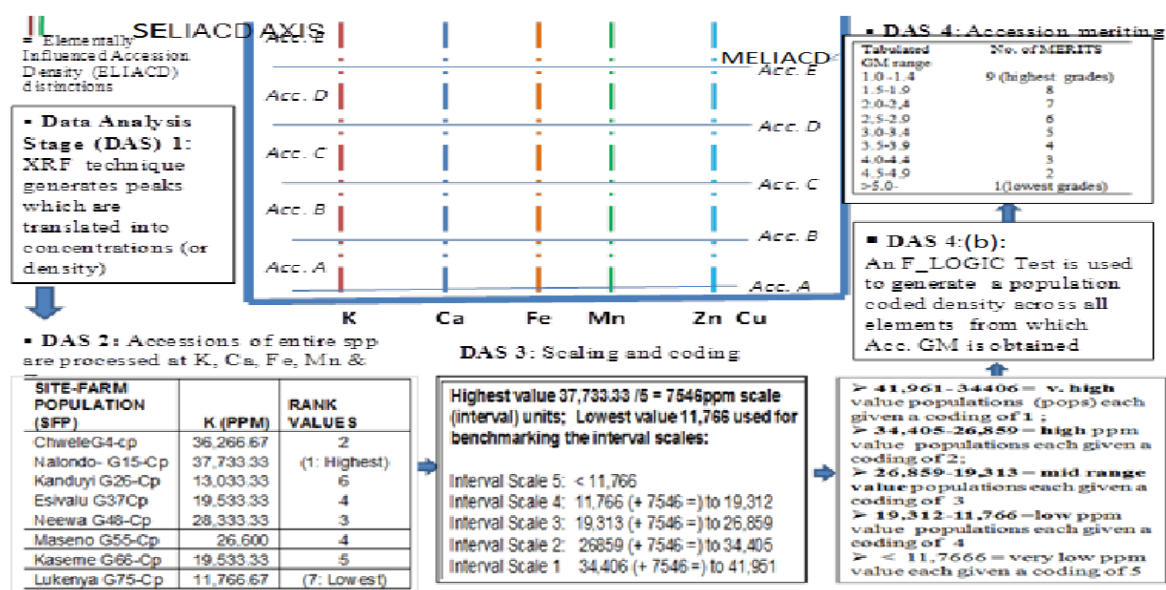 SELIACD AXIS
= Elementally
Influenced Accession
Density (ELIACD)
distinctions
▪ Data Analysis
Stage (DAS) 1:
XRF technique
generates peaks
which are
translated into
concentrations (or
density)
Acc. E
Acc. D
Acc. C
Acc. B
Acc. A
MELIACD
Acc. E
Acc. D
Acc. C
Acc. B
Acc. A
K Ca Fe Mn Zn Cu
▪ DAS 4: Accession meriting
Tabulated No. of MERITS
GM range
1.0-1.4 9 (highest grades)
1.5-1.9 8
2.0-2.4 7
2.5-2.9 6
3.0-3.4 5
3.5-3.9 4
4.0-4.4 3
4.5-4.9 2
>5.0- 1(lowest grades)
▪ DAS 4:(b):
An F_LOGIC Test is used
to generate a population
coded density across all
elements from which
Acc. GM is obtained
▪ DAS 2: Accessions of entire spp
are processed at K, Ca, Fe, Mn &
SITE-FARM
POPULATION RANK
(SFP) K (PPM) VALUES
ChweleG4-cp 36,266.67 2
Nalondo- G15-Cp 37,733.33 (1: Highest)
Kanduyi G26-Cp 13,033.33 6
Esivalu G37Cp 19,533.33 4
Neewa G48-Cp 28,333.33 3
Maseno G55-Cp 26,600 4
Kaseme G66-Cp 19,533.33 5
Lukenya G75-Cp 11,766.67 (7: Lowest)
DAS 3: Scaling and coding
Highest value 37,733.33 /5 = 7546ppm scale
(interval) units; Lowest value 11,766 used for
benchmarking the interval scales:
Interval Scale 5: < 11,766
Interval Scale 4: 11,766 (+ 7546 =) to 19,312
Interval Scale 3: 19,313 (+ 7546 =) to 26,859
Interval Scale 2: 26859 (+ 7546 =) to 34,405
Interval Scale 1 34,406 (+ 7546 =) to 41,951
➢ 41,961-34406= v. high
value populations (pops) each
given a coding of 1 ;
➢ 34,405-26,859= high ppm
value populations each given a
coding of 2;
➢ 26,859-19,313= mid range
value populations each given a
coding of 3
➢ 19,312-11,766=low ppm
value populations each given a
coding of 4
➢ < 11,7666= very low ppm
value each given a coding of 5